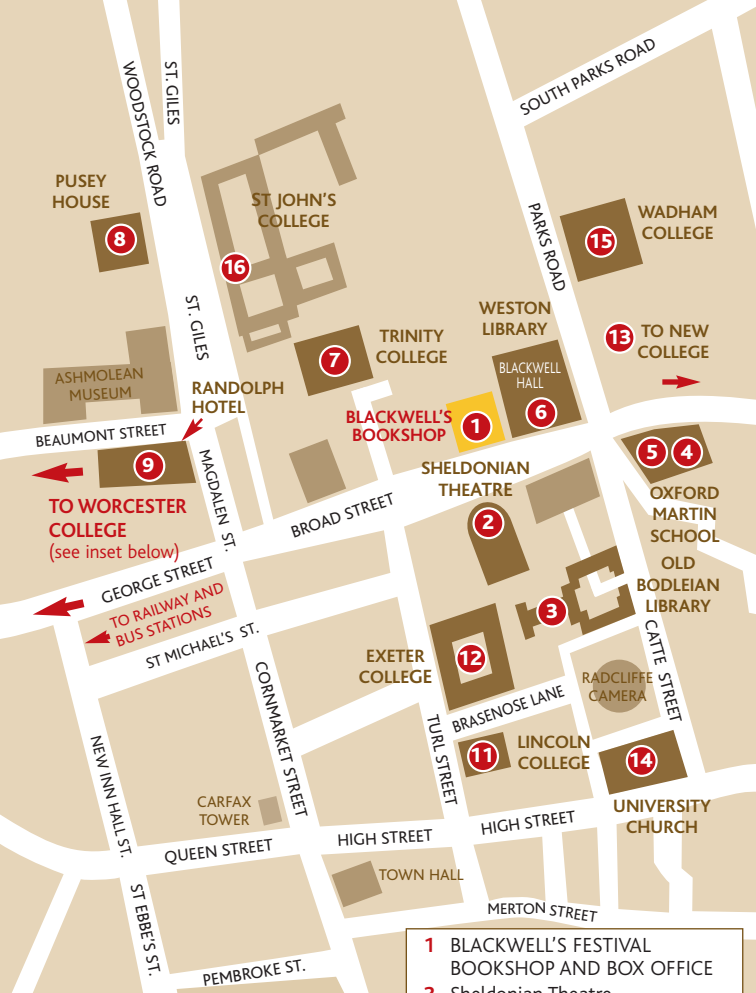 ST. GILES
WOODSTOCK ROAD
SOUTH PARKS ROAD
PUSEY
HOUSE
8
ST JOHN'S
COLLEGE
16
PARKS ROAD
WADHAM
COLLEGE
15
ST. GILES
WESTON
LIBRARY
13
TO NEW
COLLEGE
TRINITY
COLLEGE
7
BLACKWELL
HALL
6
ASHMOLEAN
MUSEUM
RANDOLPH
HOTEL
BLACKWELL'S
BOOKSHOP
1
BEAUMONT STREET
9
MAGDALEN ST.
5
4
SHELDONIAN
THEATRE
2
OXFORD
MARTIN
SCHOOL
TO WORCESTER
COLLEGE
(see inset below)
BROAD STREET
GEORGE STREET
OLD
BODLEIAN
LIBRARY
TO RAILWAY AND
BUS STATIONS
3
ST MICHAEL'S ST.
EXETER
COLLEGE
12
CATTE STREET
RADCLIFFE
CAMERA
CORNMARKET STREET
BRASENOSE LANE
TURL STREET
NEW INN HALL ST.
11
LINCOLN
COLLEGE
14
CARFAX
TOWER
UNIVERSITY
CHURCH
HIGH STREET
HIGH STREET
QUEEN STREET
TOWN HALL
ST EBBE'S ST.
MERTON STREET
PEMBROKE ST.
1 BLACKWELL'S FESTIVAL
BOOKSHOP AND BOX OFFICE
2 Sheldonian Theatre